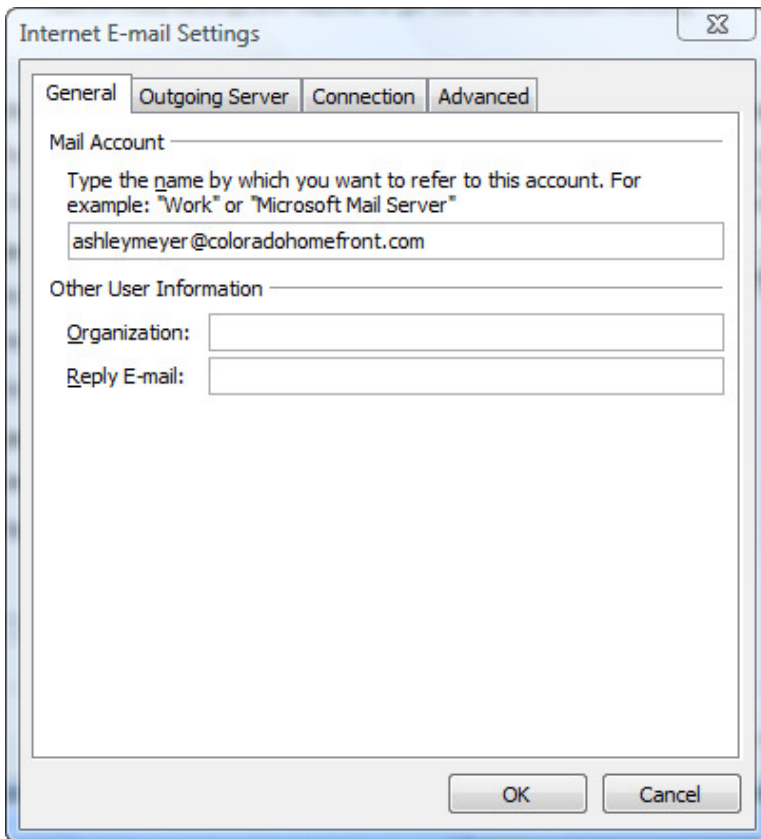 Internet E-mail Settings
General Outgoing Server Connection Advanced
Mail Account
Type the name by which you want to refer to this account. For
example: "Work" or "Microsoft Mail Server"
ashleymeyer@coloradohomefront.com
Other User Information
Organization:
Reply E-mail:
OK Cancel